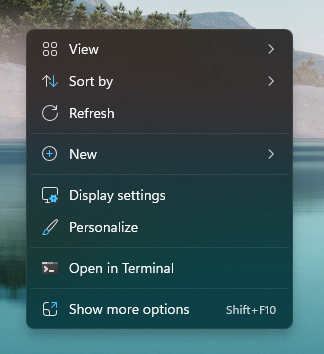 View
Sort by
Refresh
New
Display settings
Personalize
Open in Terminal
Show more options Shift+F10